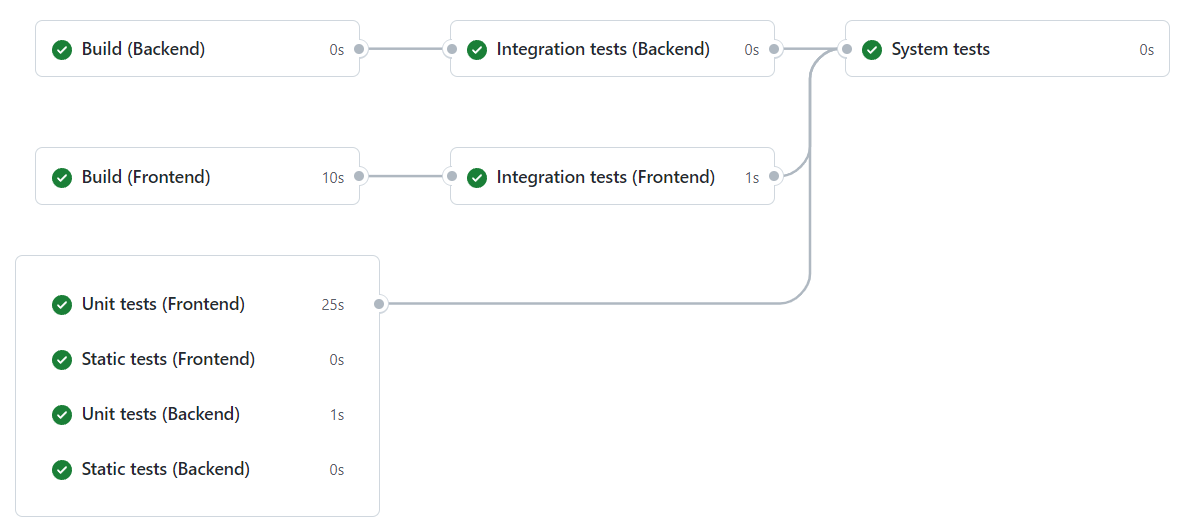 Build (Backend) 0s
Integration tests (Backend) 0s
System tests 0s
Build (Frontend) 10s
Integration tests (Frontend) 1s
Unit tests (Frontend) 25s
Static tests (Frontend) 0s
Unit tests (Backend) 1s
Static tests (Backend) 0s